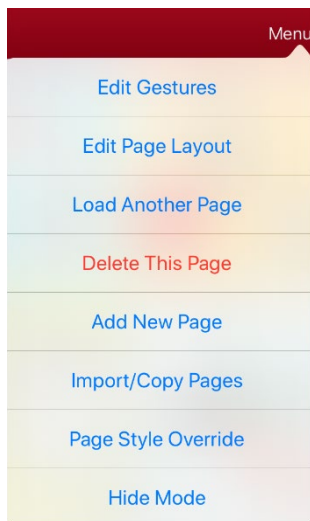 Menu
Edit Gestures
Edit Page Layout
Load Another Page
Delete This Page
Add New Page
Import/Copy Pages
Page Style Override
Hide Mode